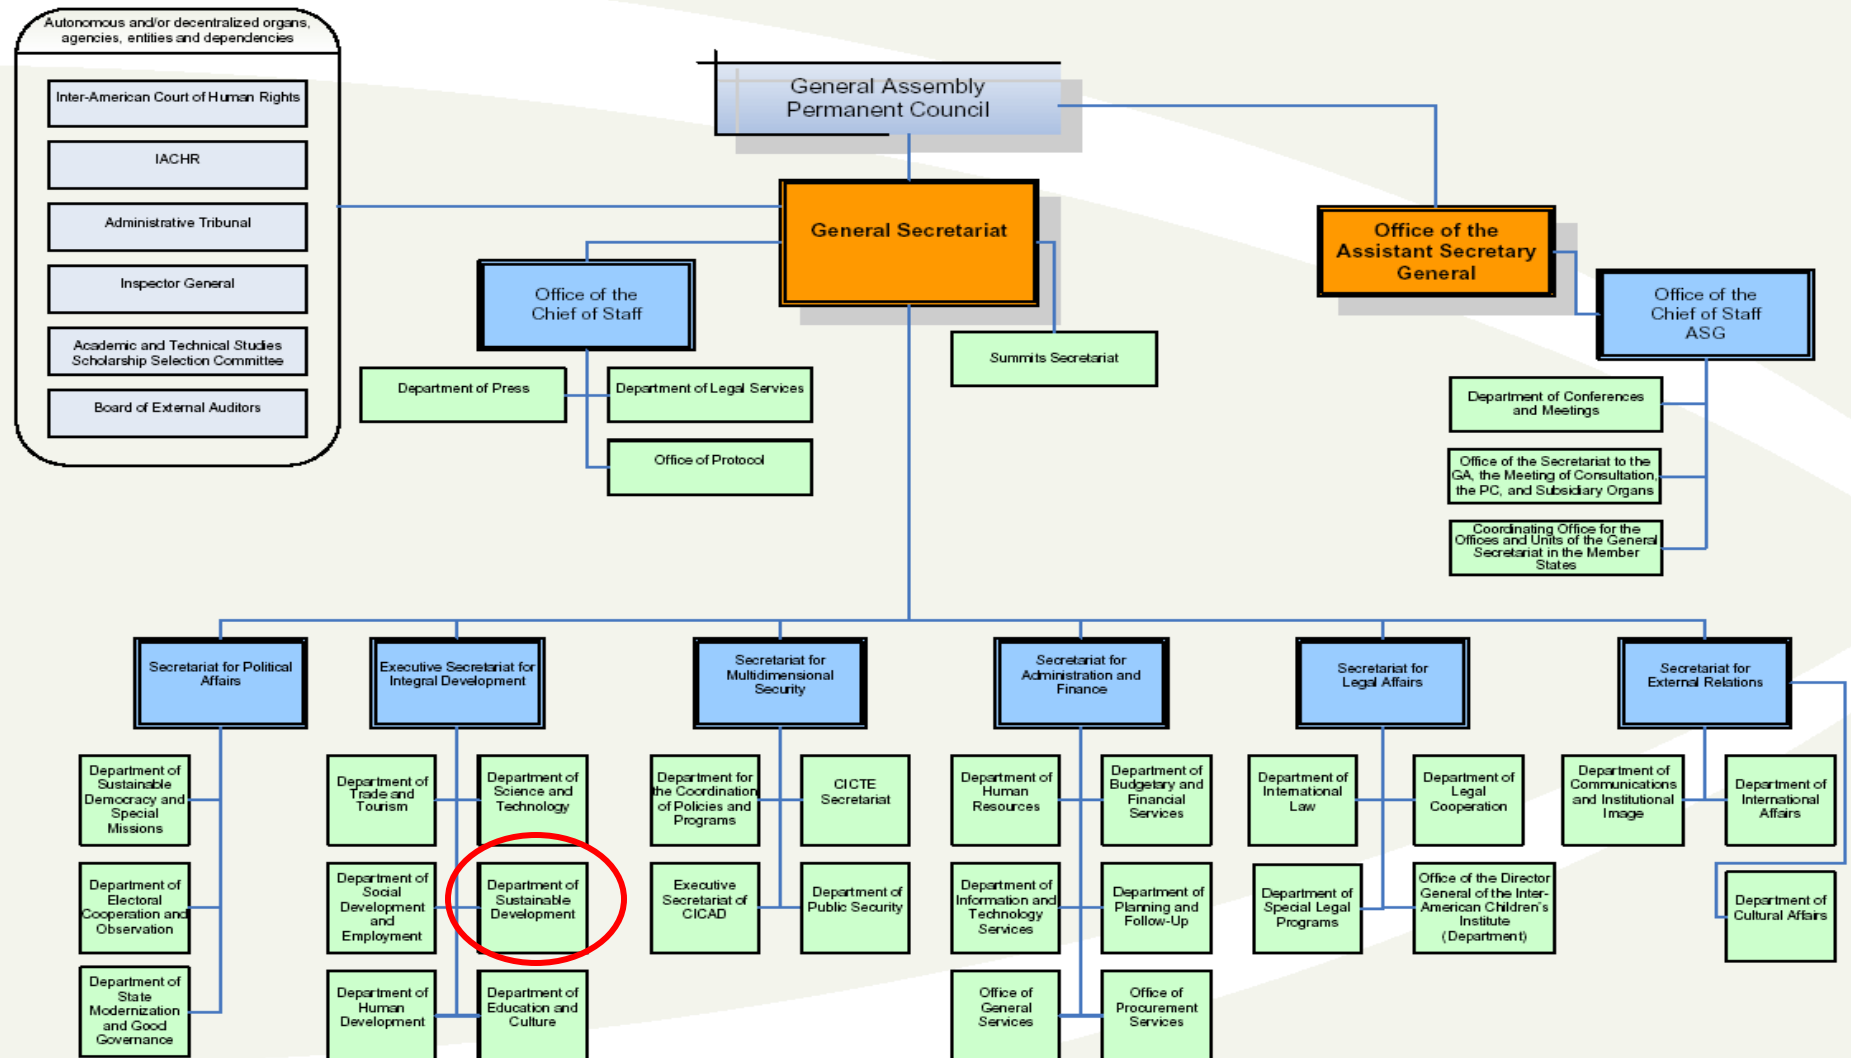 Autonomous and/or decentralized organs,
agencies, entities and dependencies
Inter-American Court of Human Rights
IACHR
Administrative Tribunal
Inspector General
Academic and Technical Studies
Scholarship Selection Committee
Board of External Auditors
General Assembly
Permanent Council
General Secretariat
Office of the
Assistant Secretary
General
Office of the
Chief of Staff
Office of the
Chief of Staff
ASG
Summits Secretariat
Department of Press
Department of Legal Services
Office of Protocol
Department of Conferences
and Meetings
Office of the Secretariat to the
GA, the Meeting of Consultation,
the PC, and Subsidiary Organs
Coordinating Office for the
Offices and Units of the General
Secretariat in the Member
States
Secretariat for Political
Affairs
Executive Secretariat for
Integral Development
Secretariat for
Multidimensional
Security
Secretariat for
Administration and
Finance
Secretariat for
Legal Affairs
Secretariat for
External Relations
Department of
Sustainable
Democracy and
Special
Missions
Department of
Trade and
Tourism
Department of
Science and
Technology
Department for
the Coordination
of Policies and
Programs
CICTE
Secretariat
Department of
Human
Resources
Department of
Budgetary and
Financial
Services
Department of
International
Law
Department of
Legal
Cooperation
Department of
Communications
and Institutional
Image
Department of
International
Affairs
Department of
Electoral
Cooperation and
Observation
Department of
Social
Development
and
Employment
Department of
Sustainable
Development
Executive
Secretariat of
CICAD
Department of
Public Security
Department of
Information and
Technology
Services
Department of
Planning and
Follow-Up
Department of
Special Legal
Programs
Office of the Director
General of the Inter-
American Children's
Institute
(Department)
Department of
Cultural Affairs
Department of
State
Modernization
and Good
Governance
Department of
Human
Development
Department of
Education and
Culture
Office of
General
Services
Office of
Procurement
Services